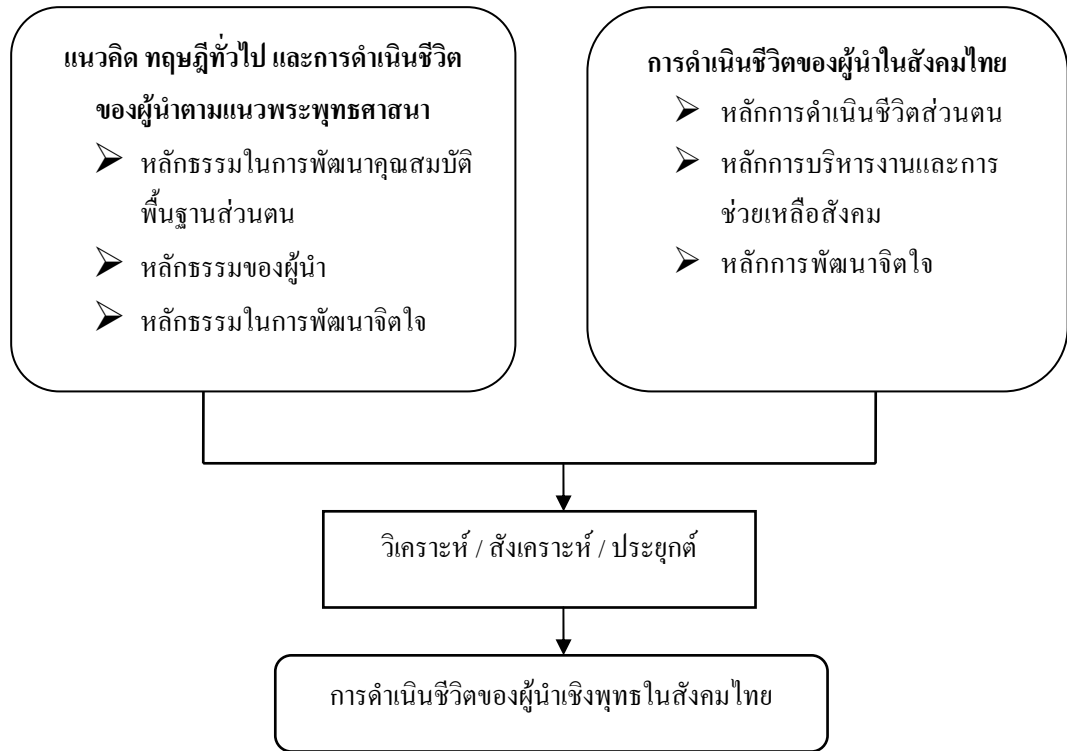 แนวคิด ทฤษฎีทั่วไป และการดำเนินชีวิต
ของผู้นำตามแนวพระพุทธศาสนา
➢ หลักธรรมในการพัฒนาคุณสมบัติ
พื้นฐานส่วนตน
➢ หลักธรรมของผู้นำ
➢ หลักธรรมในการพัฒนาจิตใจ
การดำเนินชีวิตของผู้นำในสังคมไทย
➢ หลักการดำเนินชีวิตส่วนตน
➢ หลักการบริหารงานและการ
ช่วยเหลือสังคม
➢ หลักการพัฒนาจิตใจ
วิเคราะห์ / สังเคราะห์ / ประยุกต์
การดำเนินชีวิตของผู้นำเชิงพุทธในสังคมไทย